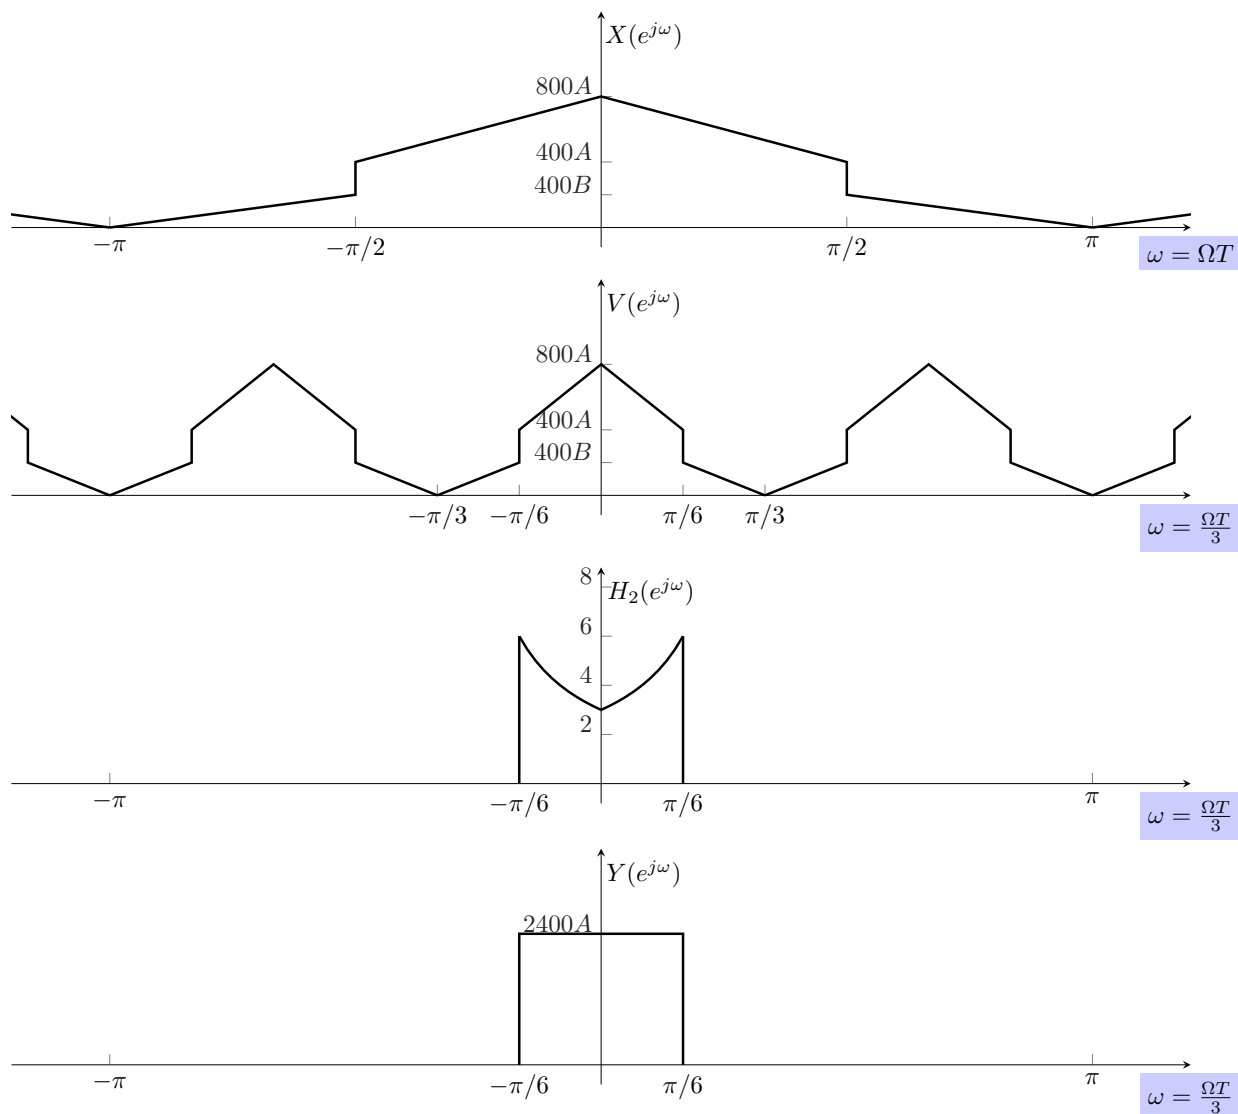 X(e^{jω})
800A
400A
400B
−π −π/2 π/2 π
ω = ΩT
V(e^{jω})
800A
400A
400B
−π/3 −π/6 π/6 π/3
ω = ΩT/3
8
H₂(e^{jω})
6
4
2
−π −π/6 π/6 π
ω = ΩT/3
Y(e^{jω})
2400A
−π −π/6 π/6 π
ω = ΩT/3